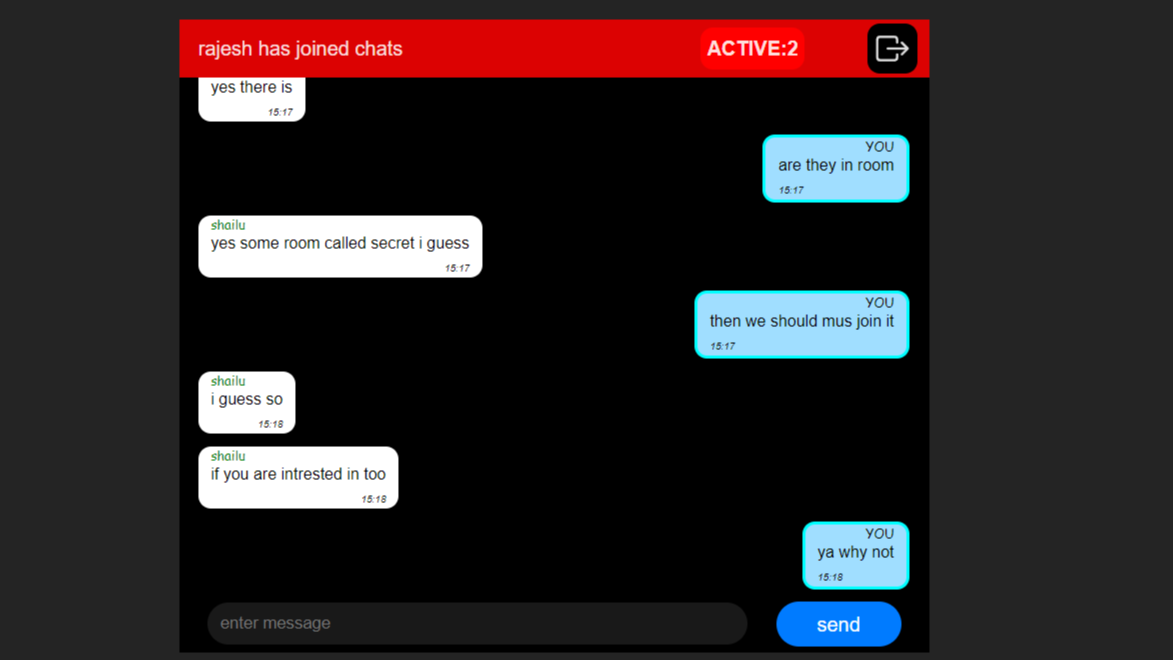 rajesh has joined chats
ACTIVE:2
yes there is
15:17
YOU
are they in room
15:17
shailu
yes some room called secret i guess
15:17
YOU
then we should mus join it
15:17
shailu
i guess so
15:18
shailu
if you are intrested in too
15:18
YOU
ya why not
15:18
enter message
send